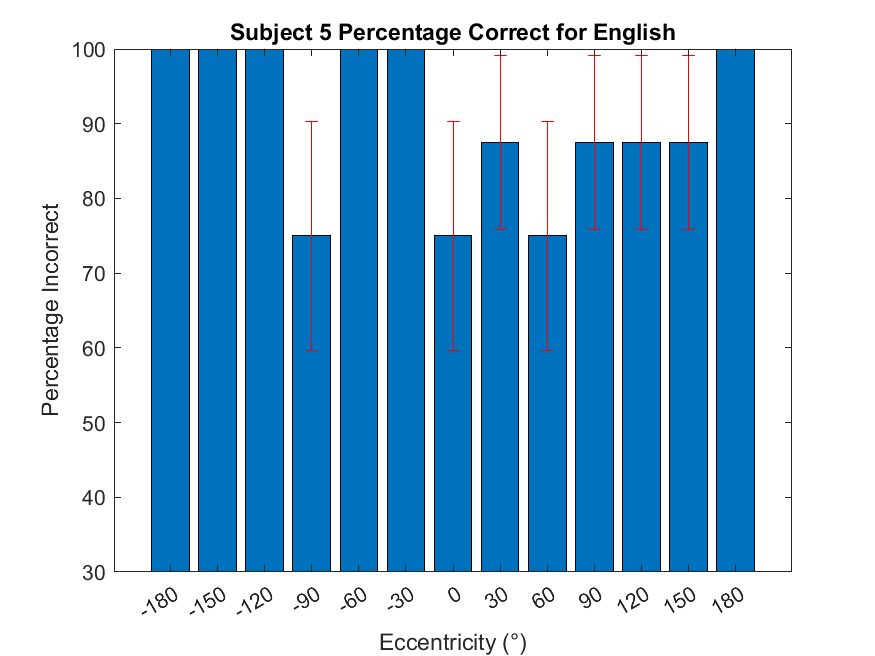 Subject 5 Percentage Correct for English
100
90
80
70
60
50
40
30
Percentage Incorrect
-180 -150 -120 -90 -60 -30 0 30 60 90 120 150 180
Eccentricity (°)